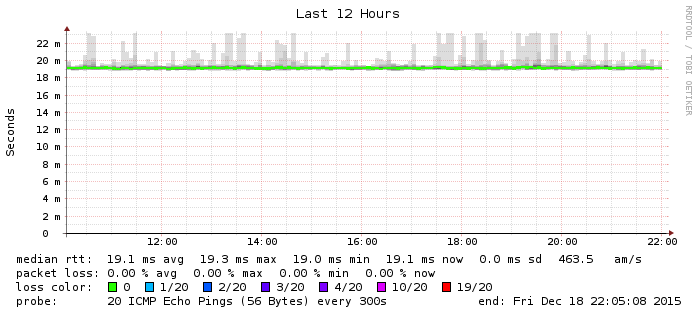 Last 12 Hours
RRDTOOL / TOBI OETIKER
Seconds
22 m
20 m
18 m
16 m
14 m
12 m
10 m
8 m
6 m
4 m
2 m
0
12:00 14:00 16:00 18:00 20:00 22:00
median rtt: 19.1 ms avg 19.3 ms max 19.0 ms min 19.1 ms now 0.0 ms sd 463.5 am/s
packet loss: 0.00 % avg 0.00 % max 0.00 % min 0.00 % now
loss color: 0 1/20 2/20 3/20 4/20 10/20 19/20
probe: 20 ICMP Echo Pings (56 Bytes) every 300s end: Fri Dec 18 22:05:08 2015